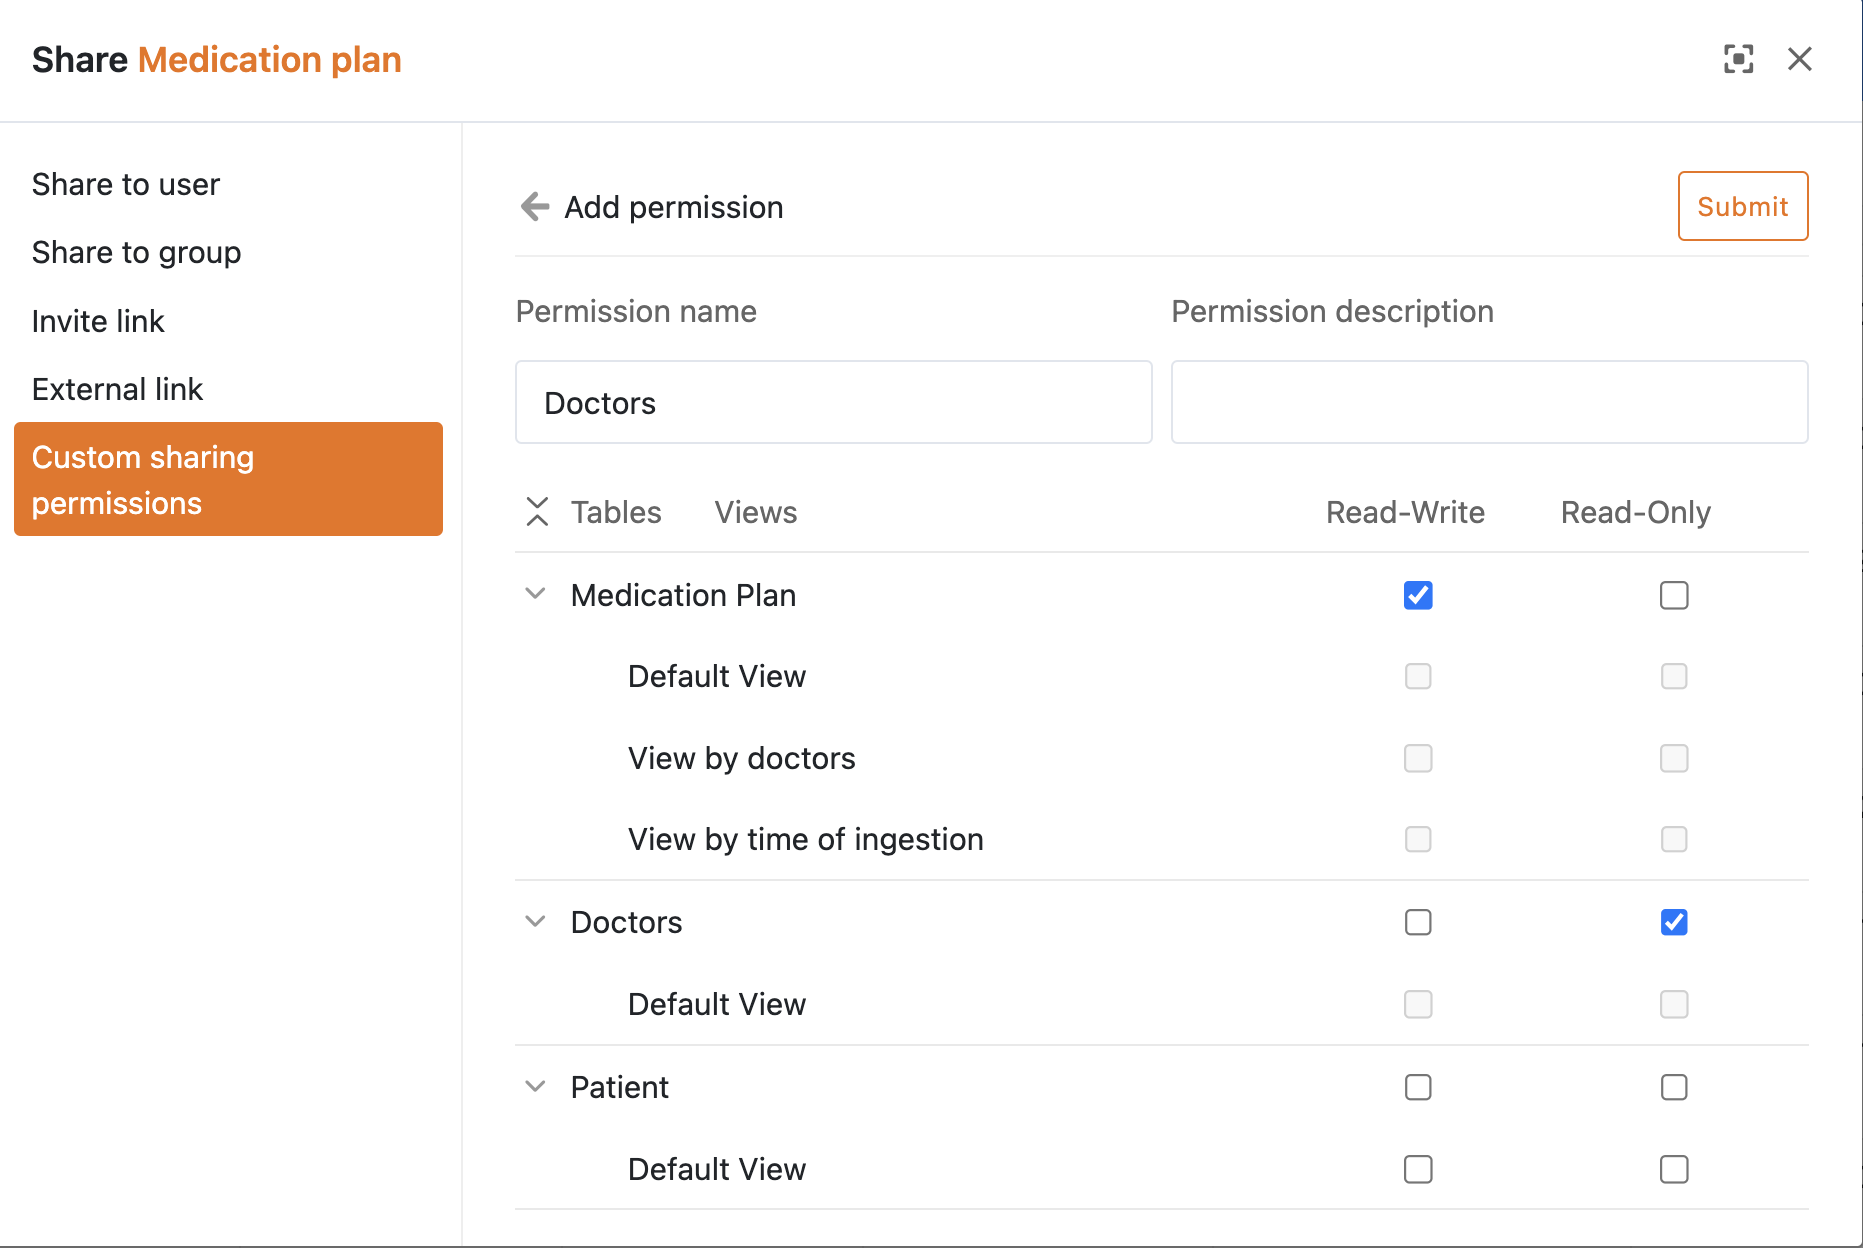 Share Medication plan
Share to user
Share to group
Invite link
External link
Custom sharing
permissions
Add permission
Submit
Permission name
Permission description
Doctors
Tables Views Read-Write Read-Only
Medication Plan
Default View
View by doctors
View by time of ingestion
Doctors
Default View
Patient
Default View